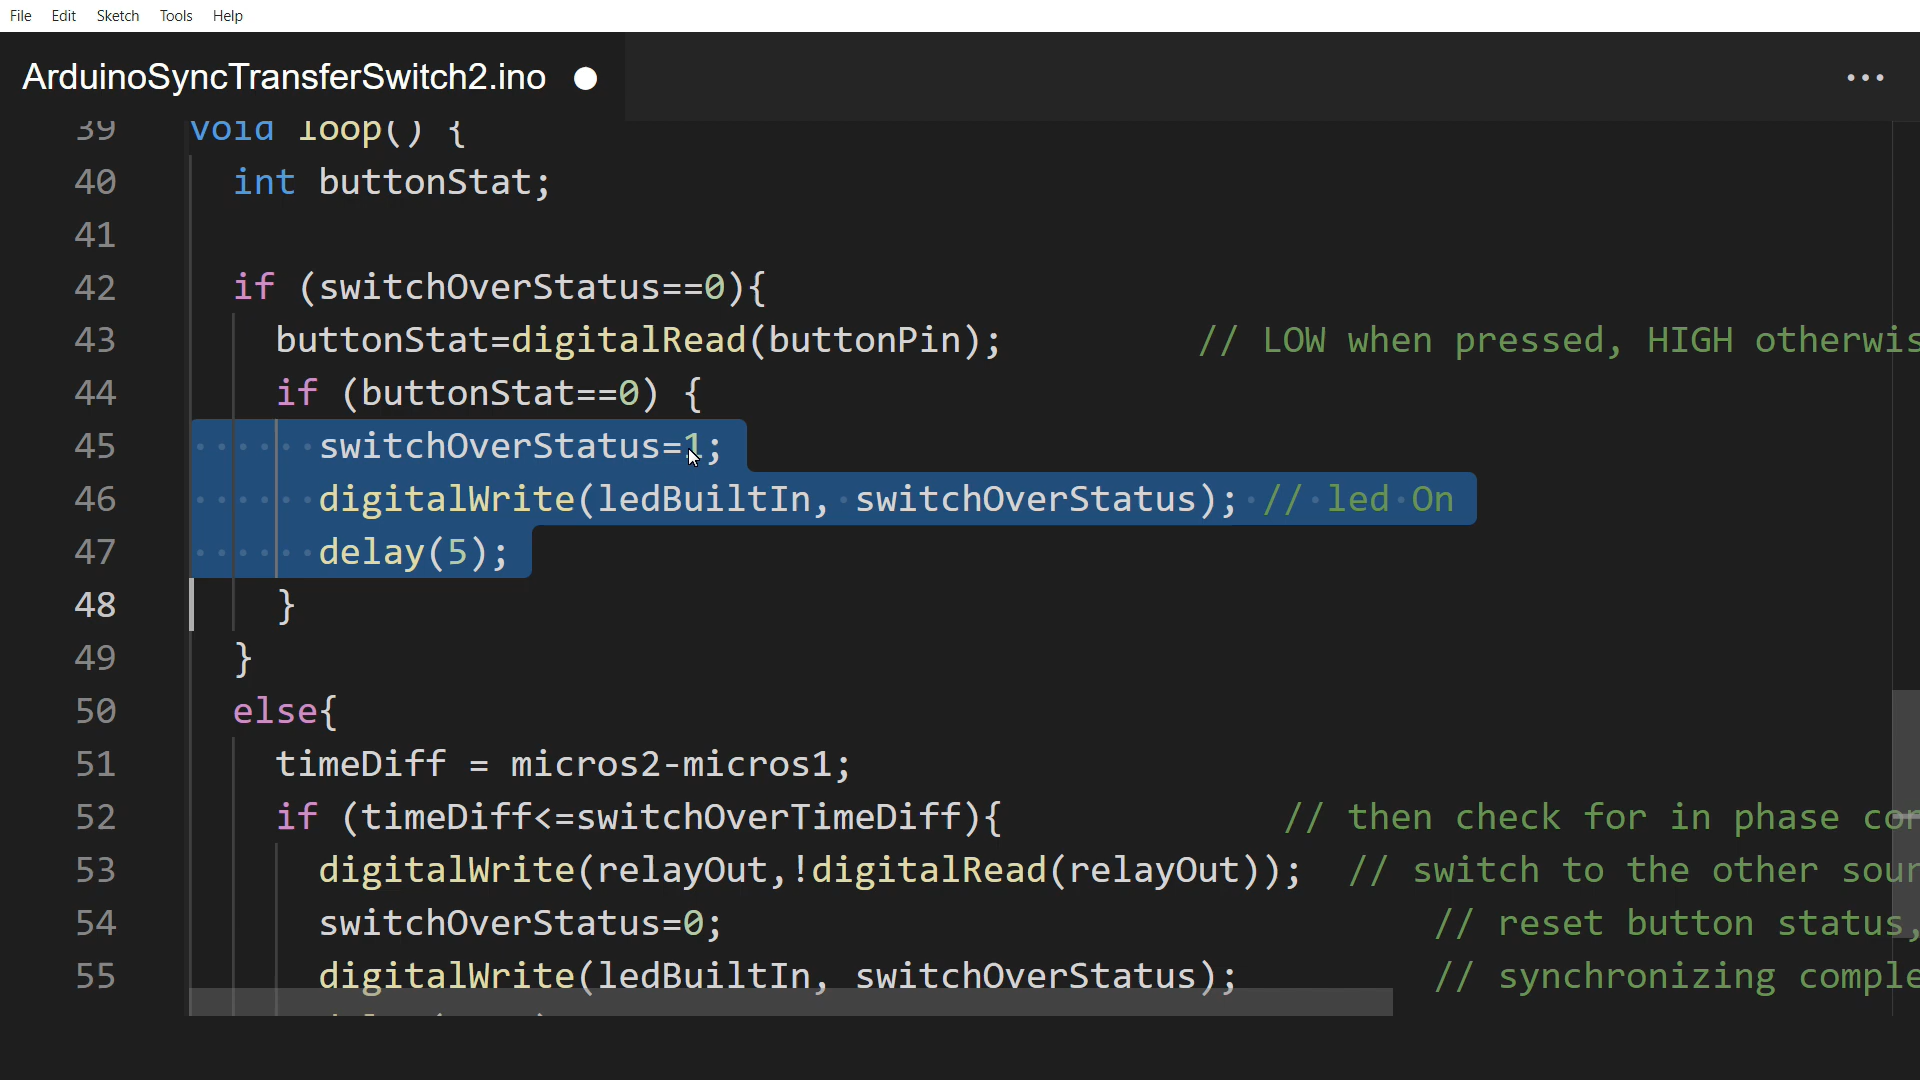 File Edit Sketch Tools Help
ArduinoSyncTransferSwitch2.ino
39 void loop() {
40 int buttonStat;
41
42 if (switchOverStatus==0){
43 buttonStat=digitalRead(buttonPin); // LOW when pressed, HIGH otherwis
44 if (buttonStat==0) {
45 switchOverStatus=1;
46 digitalWrite(ledBuiltIn, switchOverStatus); // led On
47 delay(5);
48 }
49 }
50 else{
51 timeDiff = micros2-micros1;
52 if (timeDiff<=switchOverTimeDiff){ // then check for in phase con
53 digitalWrite(relayOut,!digitalRead(relayOut)); // switch to the other sour
54 switchOverStatus=0; // reset button status,
55 digitalWrite(ledBuiltIn, switchOverStatus); // synchronizing comple